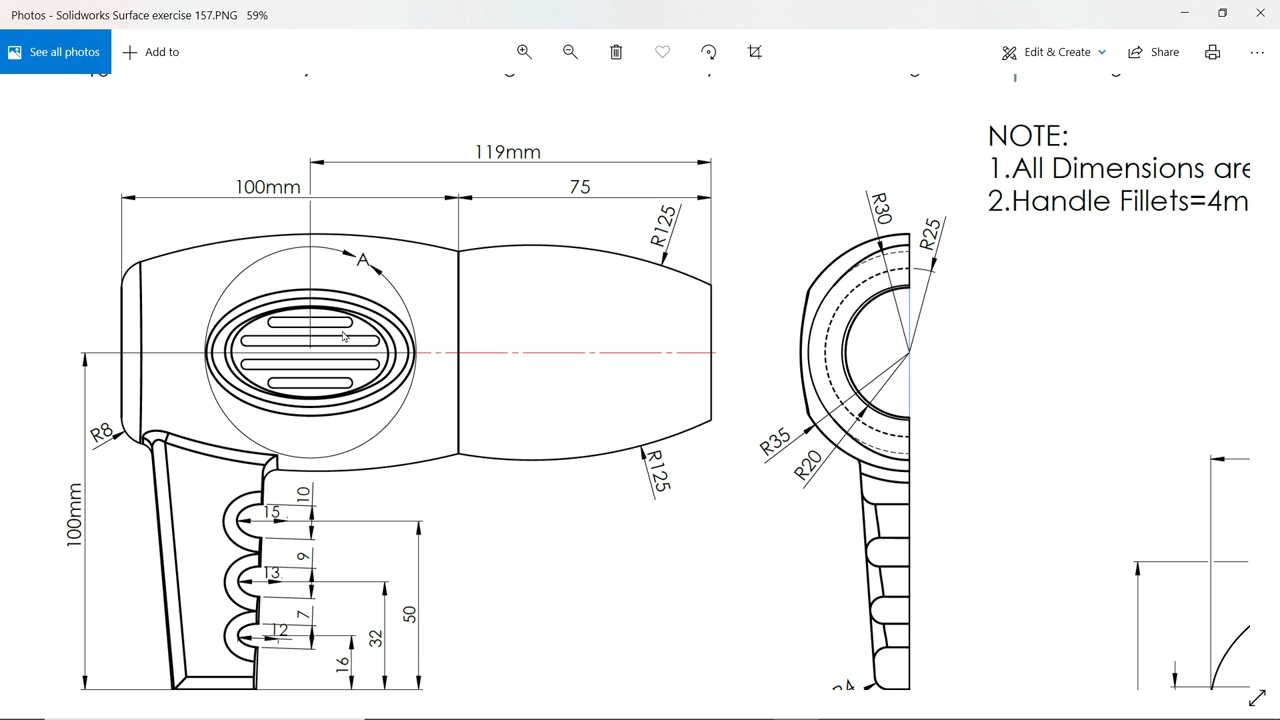 Photos - Solidworks Surface exercise 157.PNG   59%
See all photos
Add to
Edit & Create
Share
NOTE:
1.All Dimensions are
2.Handle Fillets=4m
119mm
100mm
75
R125
R30
R25
A
R8
R125
R35
R20
100mm
10
15
9
13
7
12
50
32
16
R4